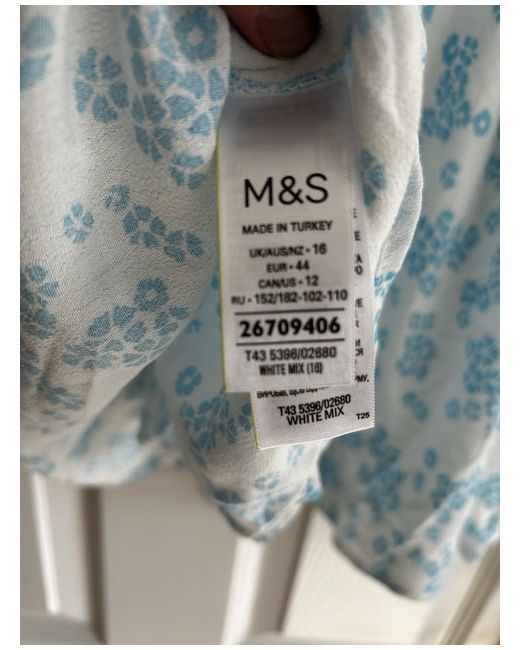 M&S
MADE IN TURKEY
UK/AUS/NZ • 16
EUR • 44
CAN/US • 12
RU • 152/182-102-110
26709406
T43 5396/02680
WHITE MIX (16)
T43 5396/02680
WHITE MIX
T25